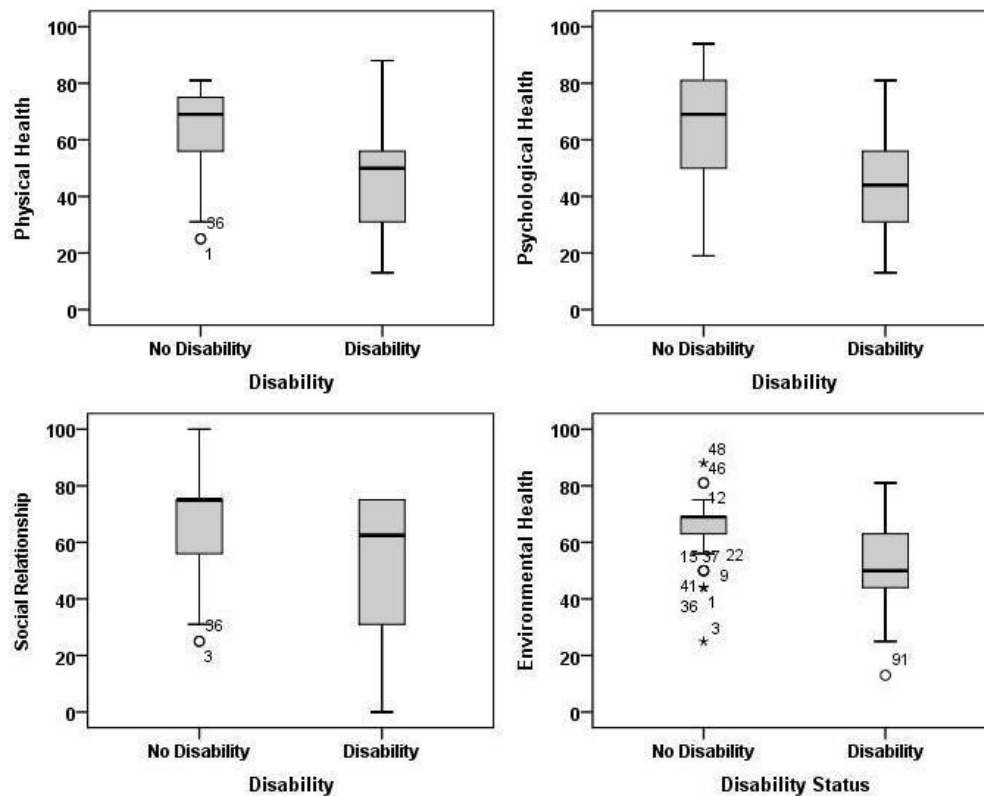 100
80
60
40
20
0
Physical Health
36
1
No Disability
Disability
Disability
100
80
60
40
20
0
Psychological Health
No Disability
Disability
Disability
100
80
60
40
20
0
Social Relationship
36
3
No Disability
Disability
Disability
100
80
60
40
20
0
Environmental Health
48
46
12
37 22
9
41
36 1
3
91
No Disability
Disability
Disability Status